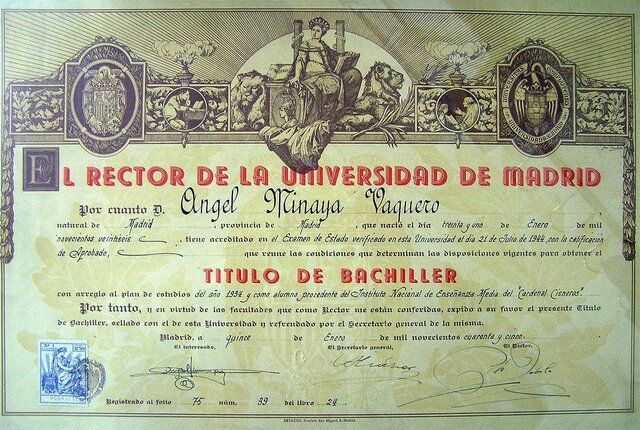 EL RECTOR DE LA UNIVERSIDAD DE MADRID
Por cuanto D. Angel Minaya Vaquero
natural de Madrid, provincia de Madrid, que nació el día treinta y uno de Enero de mil
novecientos veintiséis, tiene acreditado en el Examen de Estado verificado en esta Universidad el día 21 de Julio de 1944, con la calificación
de Aprobado, que reune las condiciones que determinan las disposiciones vigentes para obtener el
TITULO DE BACHILLER
con arreglo al plan de estudios del año 1934 y como alumno procedente del Instituto Nacional de Enseñanza Media del "Cardenal Cisneros".
Por tanto, y en virtud de las facultades que como Rector me están conferidas, expido a su favor el presente Titulo
de Bachiller, sellado con el de esta Universidad y refrendado por el Secretario general de la misma.
Madrid, a quince de Enero de mil novecientos cuarenta y cinco.
El interesado, El Secretario general, El Rector,
Registrado al folio 75 núm. 39 del libro 24